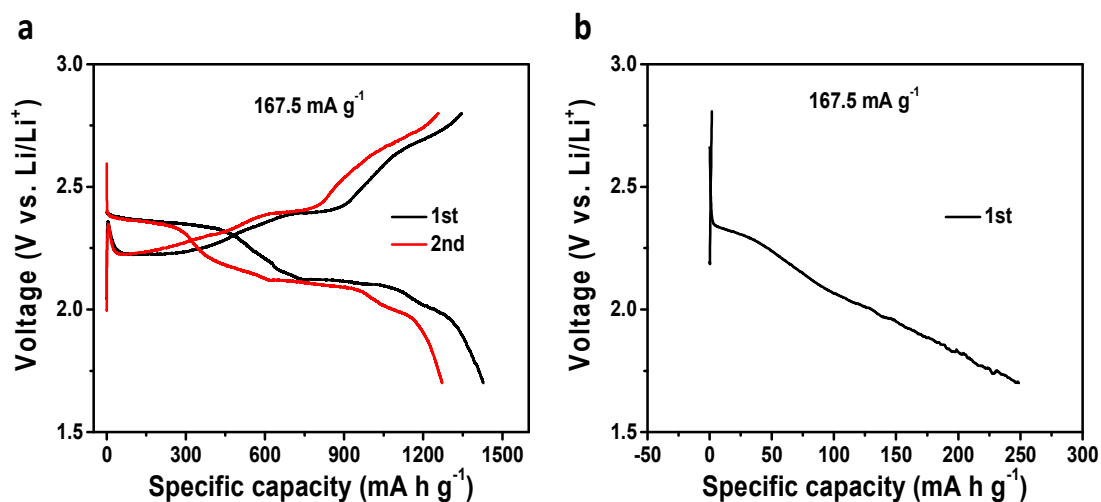 a
3.0
2.5
2.0
1.5
Voltage (V vs. Li/Li⁺)
167.5 mA g⁻¹
1st
2nd
0 300 600 900 1200 1500
Specific capacity (mA h g⁻¹)
b
3.0
2.5
2.0
1.5
Voltage (V vs. Li/Li⁺)
167.5 mA g⁻¹
1st
-50 0 50 100 150 200 250 300
Specific capacity (mA h g⁻¹)